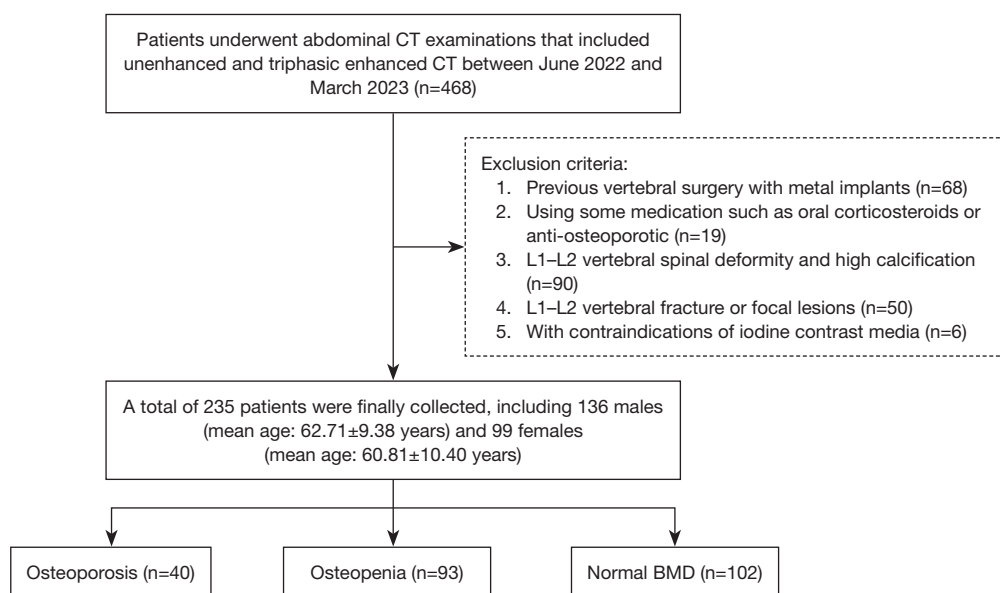 Patients underwent abdominal CT examinations that included
unenhanced and triphasic enhanced CT between June 2022 and
March 2023 (n=468)
Exclusion criteria:
1. Previous vertebral surgery with metal implants (n=68)
2. Using some medication such as oral corticosteroids or
anti-osteoporotic (n=19)
3. L1–L2 vertebral spinal deformity and high calcification
(n=90)
4. L1–L2 vertebral fracture or focal lesions (n=50)
5. With contraindications of iodine contrast media (n=6)
A total of 235 patients were finally collected, including 136 males
(mean age: 62.71±9.38 years) and 99 females
(mean age: 60.81±10.40 years)
Osteoporosis (n=40)
Osteopenia (n=93)
Normal BMD (n=102)